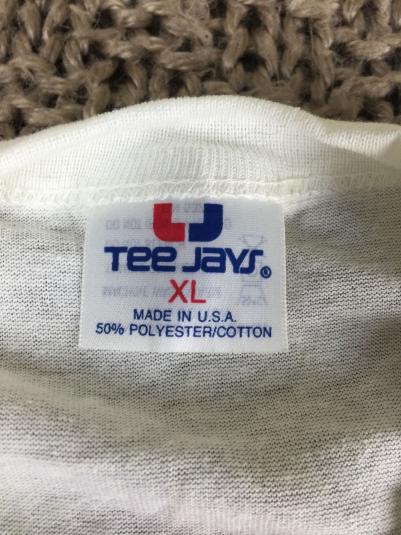 TEE JAYS®
XL
MADE IN U.S.A.
50% POLYESTER/COTTON